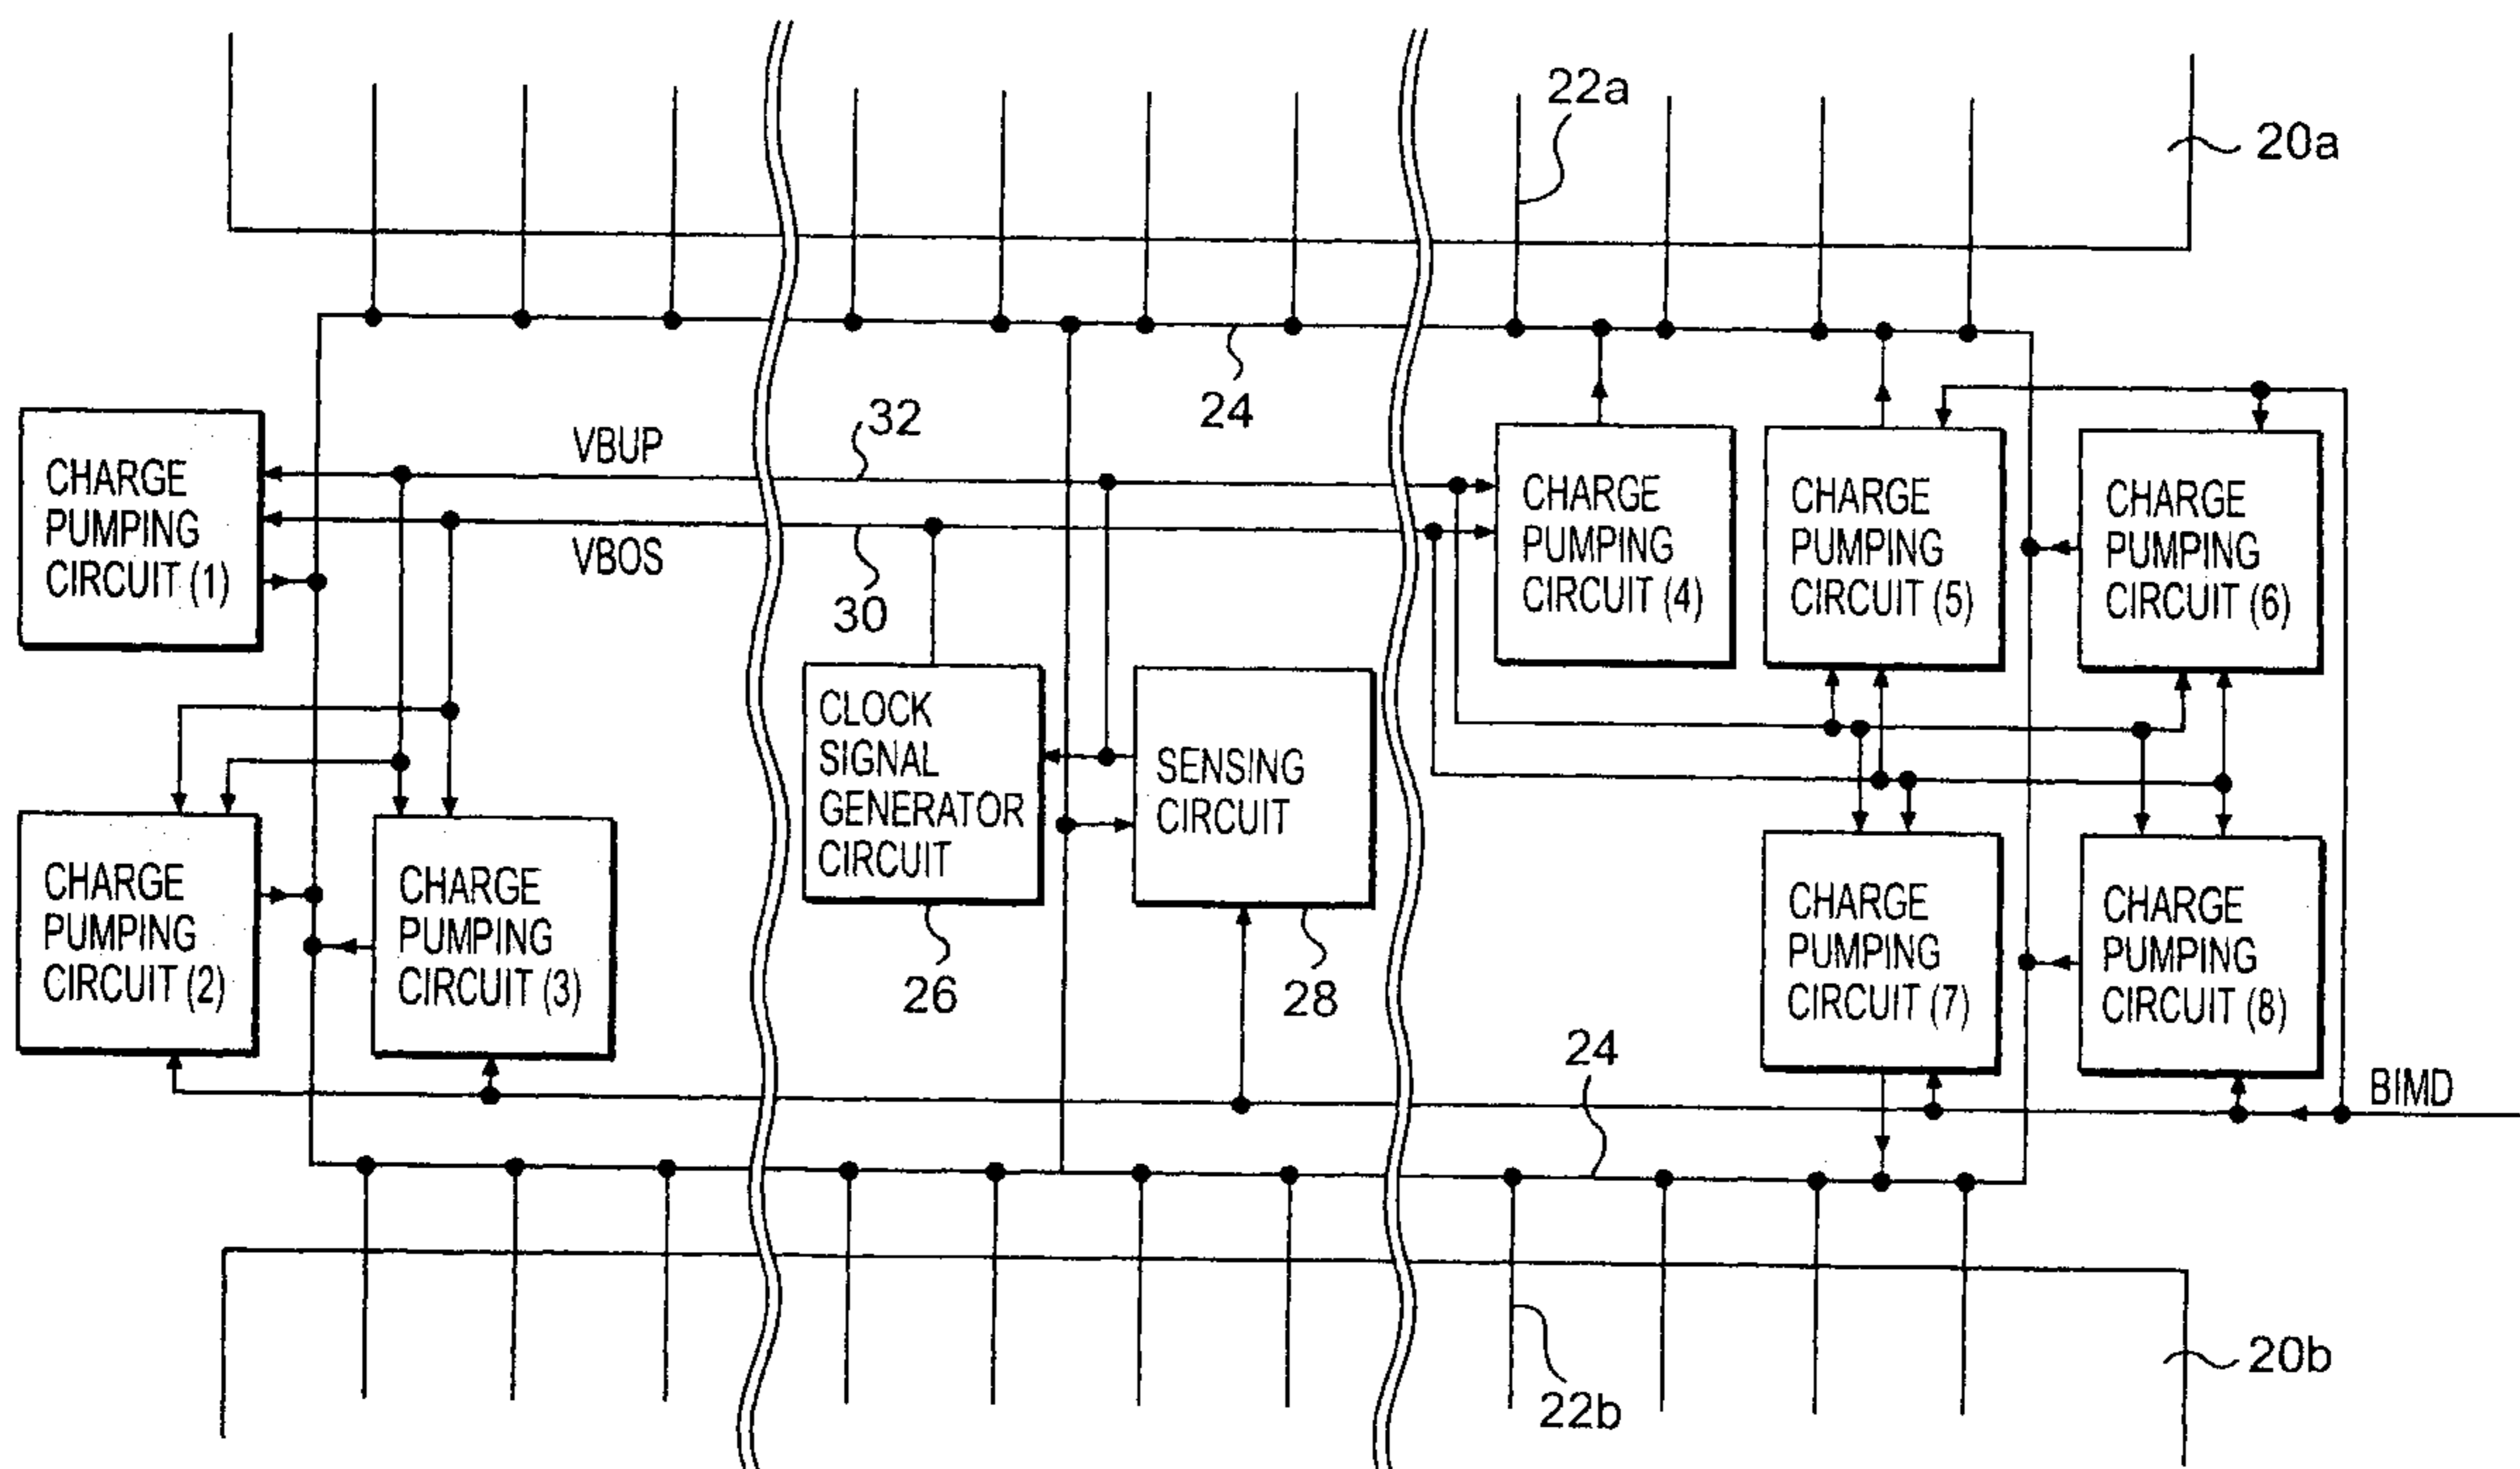 22a
20a
24
32
VBUP
VBOS
30
CHARGE
PUMPING
CIRCUIT (1)
CHARGE
PUMPING
CIRCUIT (4)
CHARGE
PUMPING
CIRCUIT (5)
CHARGE
PUMPING
CIRCUIT (6)
CLOCK
SIGNAL
GENERATOR
CIRCUIT
SENSING
CIRCUIT
CHARGE
PUMPING
CIRCUIT (2)
CHARGE
PUMPING
CIRCUIT (3)
26
28
CHARGE
PUMPING
CIRCUIT (7)
CHARGE
PUMPING
CIRCUIT (8)
24
BIMD
20b
22b